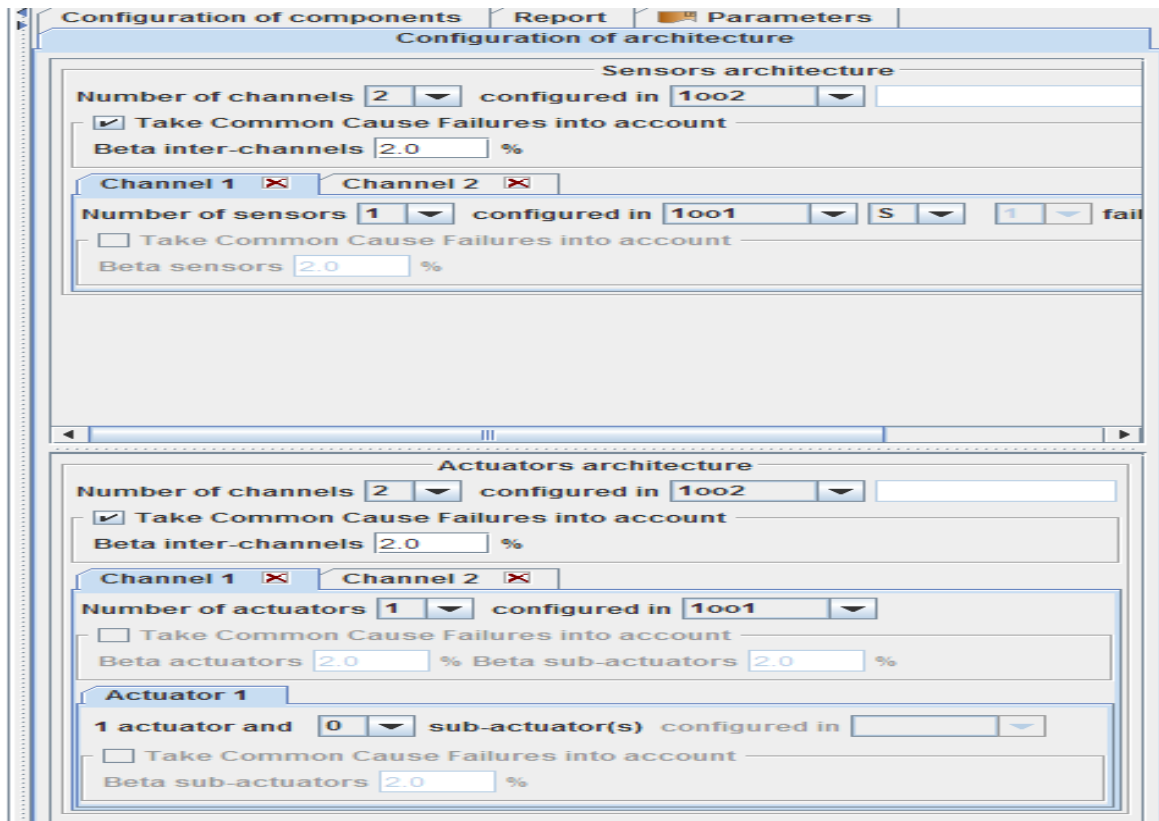 Configuration of components Report Parameters
Configuration of architecture
Sensors architecture
Number of channels 2 configured in 1oo2
Take Common Cause Failures into account
Beta inter-channels 2.0 %
Channel 1 Channel 2
Number of sensors 1 configured in 1oo1 S 1 fail
Take Common Cause Failures into account
Beta sensors 2.0 %
Actuators architecture
Number of channels 2 configured in 1oo2
Take Common Cause Failures into account
Beta inter-channels 2.0 %
Channel 1 Channel 2
Number of actuators 1 configured in 1oo1
Take Common Cause Failures into account
Beta actuators 2.0 % Beta sub-actuators 2.0 %
Actuator 1
1 actuator and 0 sub-actuator(s) configured in
Take Common Cause Failures into account
Beta sub-actuators 2.0 %